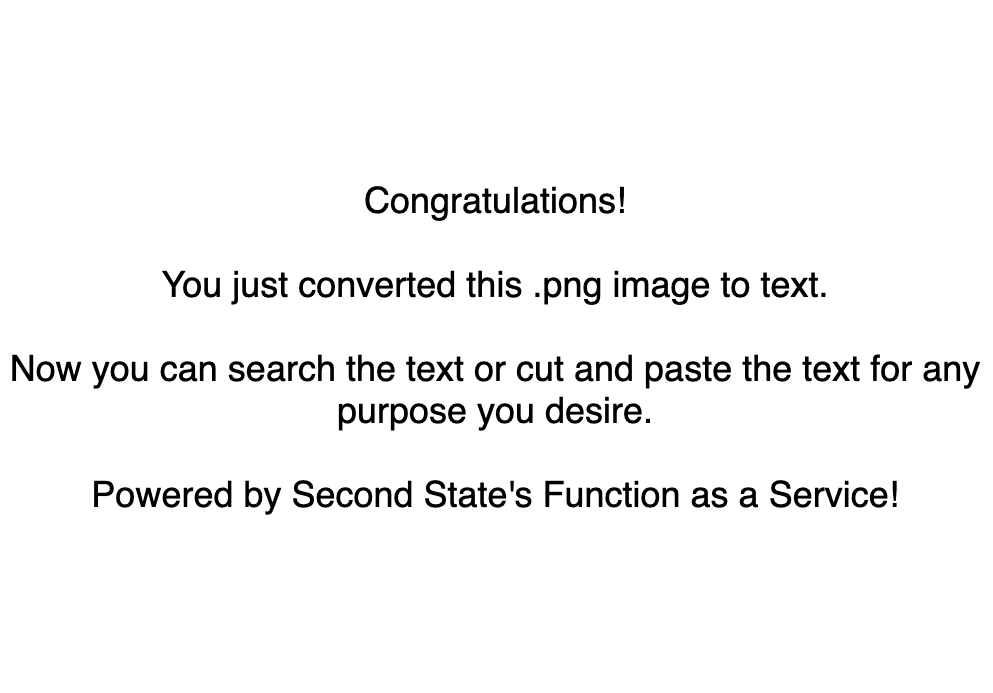 Congratulations!
You just converted this .png image to text.
Now you can search the text or cut and paste the text for any
purpose you desire.
Powered by Second State's Function as a Service!